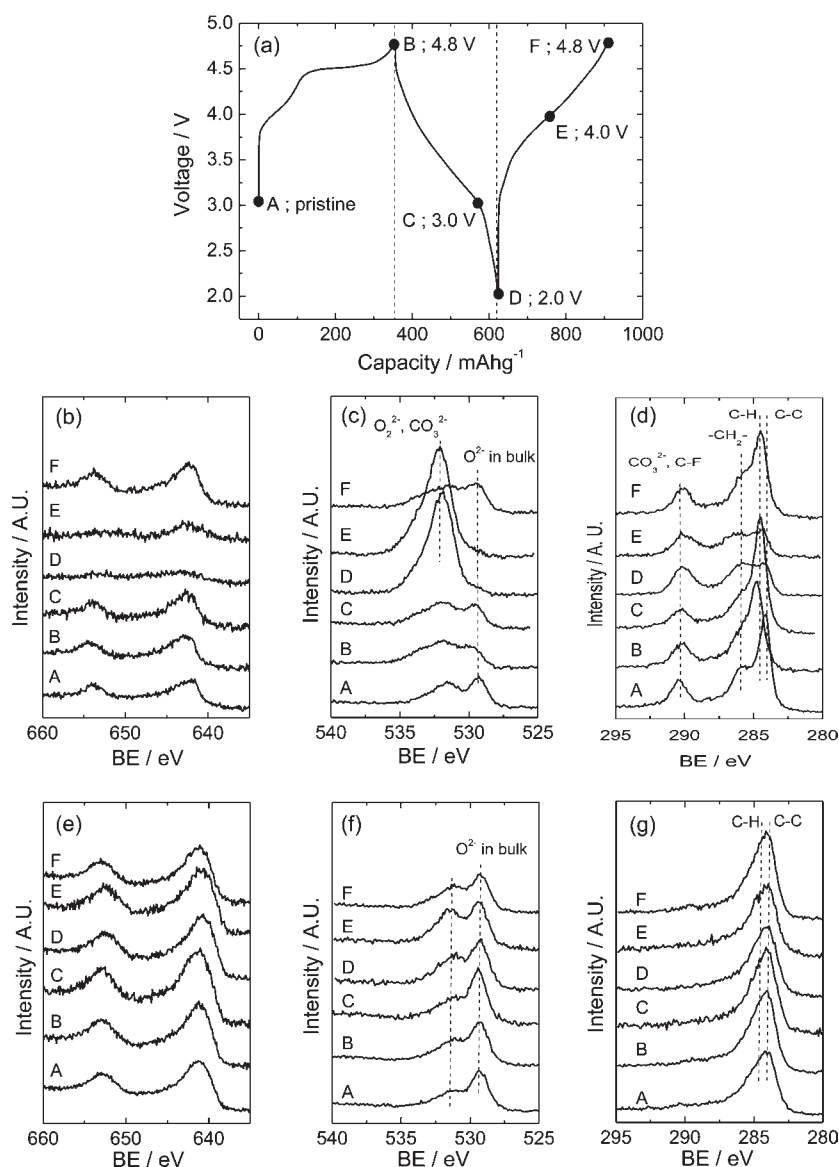 (a)
5.0
4.5
4.0
3.5
3.0
2.5
2.0
Voltage / V
A ; pristine
B ; 4.8 V
C ; 3.0 V
D ; 2.0 V
E ; 4.0 V
F ; 4.8 V
0 200 400 600 800 1000
Capacity / mAhg⁻¹
(b)
Intensity / A.U.
F
E
D
C
B
A
660 650 640
BE / eV
(c)
O₂²⁻, CO₃²⁻
O²⁻ in bulk
Intensity / A.U.
F
E
D
C
B
A
540 535 530 525
BE / eV
(d)
C-H C-C
-CH₂-
CO₃²⁻, C-F
Intensity / A. U.
F
E
D
C
B
A
295 290 285 280
BE / eV
(e)
Intensity / A.U.
F
E
D
C
B
A
660 650 640
BE / eV
(f)
O²⁻ in bulk
Intensity / A.U.
F
E
D
C
B
A
540 535 530 525
BE / eV
(g)
C-H C-C
Intensity / A.U.
F
E
D
C
B
A
295 290 285 280
BE / eV